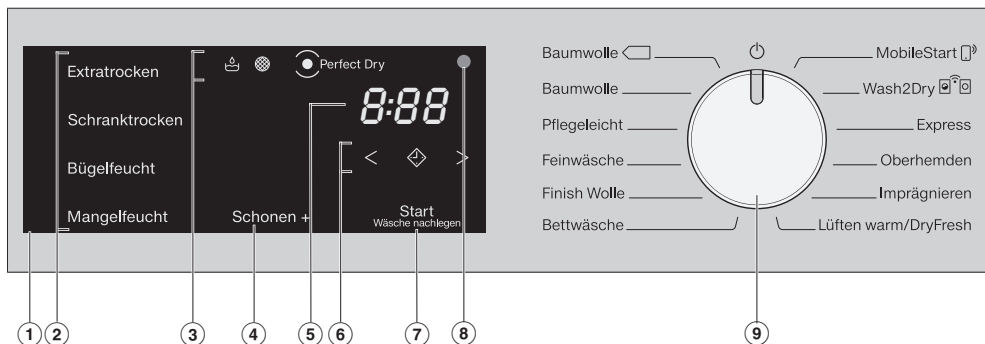 Extratrocken
Schranktrocken
Bügelfeucht
Mangelfeucht
Perfect Dry
8:88
< >
Schonen +
Start
Wäsche nachlegen
Baumwolle
Baumwolle
Pflegeleicht
Feinwäsche
Finish Wolle
Bettwäsche
MobileStart
Wash2Dry
Express
Oberhemden
Imprägnieren
Lüften warm/DryFresh
1 2 3 4 5 6 7 8 9